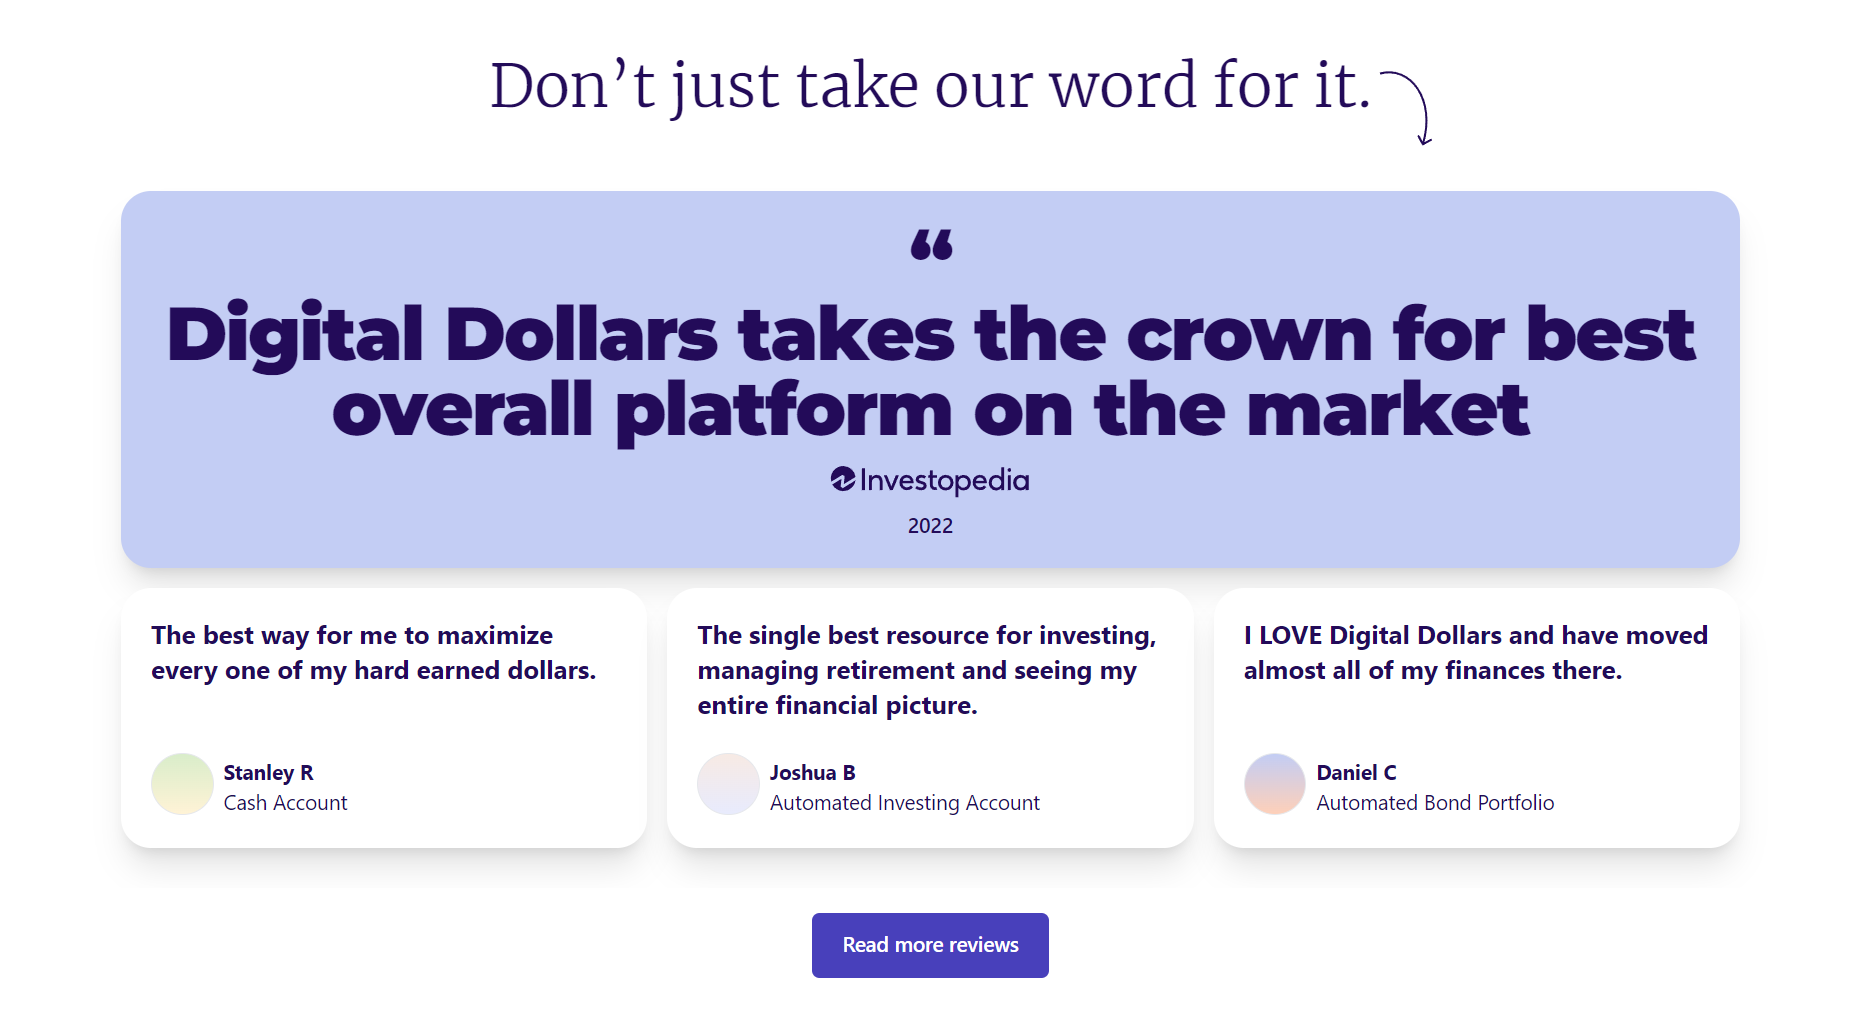 Don’t just take our word for it.
“
Digital Dollars takes the crown for best
overall platform on the market
Investopedia
2022
The best way for me to maximize
every one of my hard earned dollars.
Stanley R
Cash Account
The single best resource for investing,
managing retirement and seeing my
entire financial picture.
Joshua B
Automated Investing Account
I LOVE Digital Dollars and have moved
almost all of my finances there.
Daniel C
Automated Bond Portfolio
Read more reviews